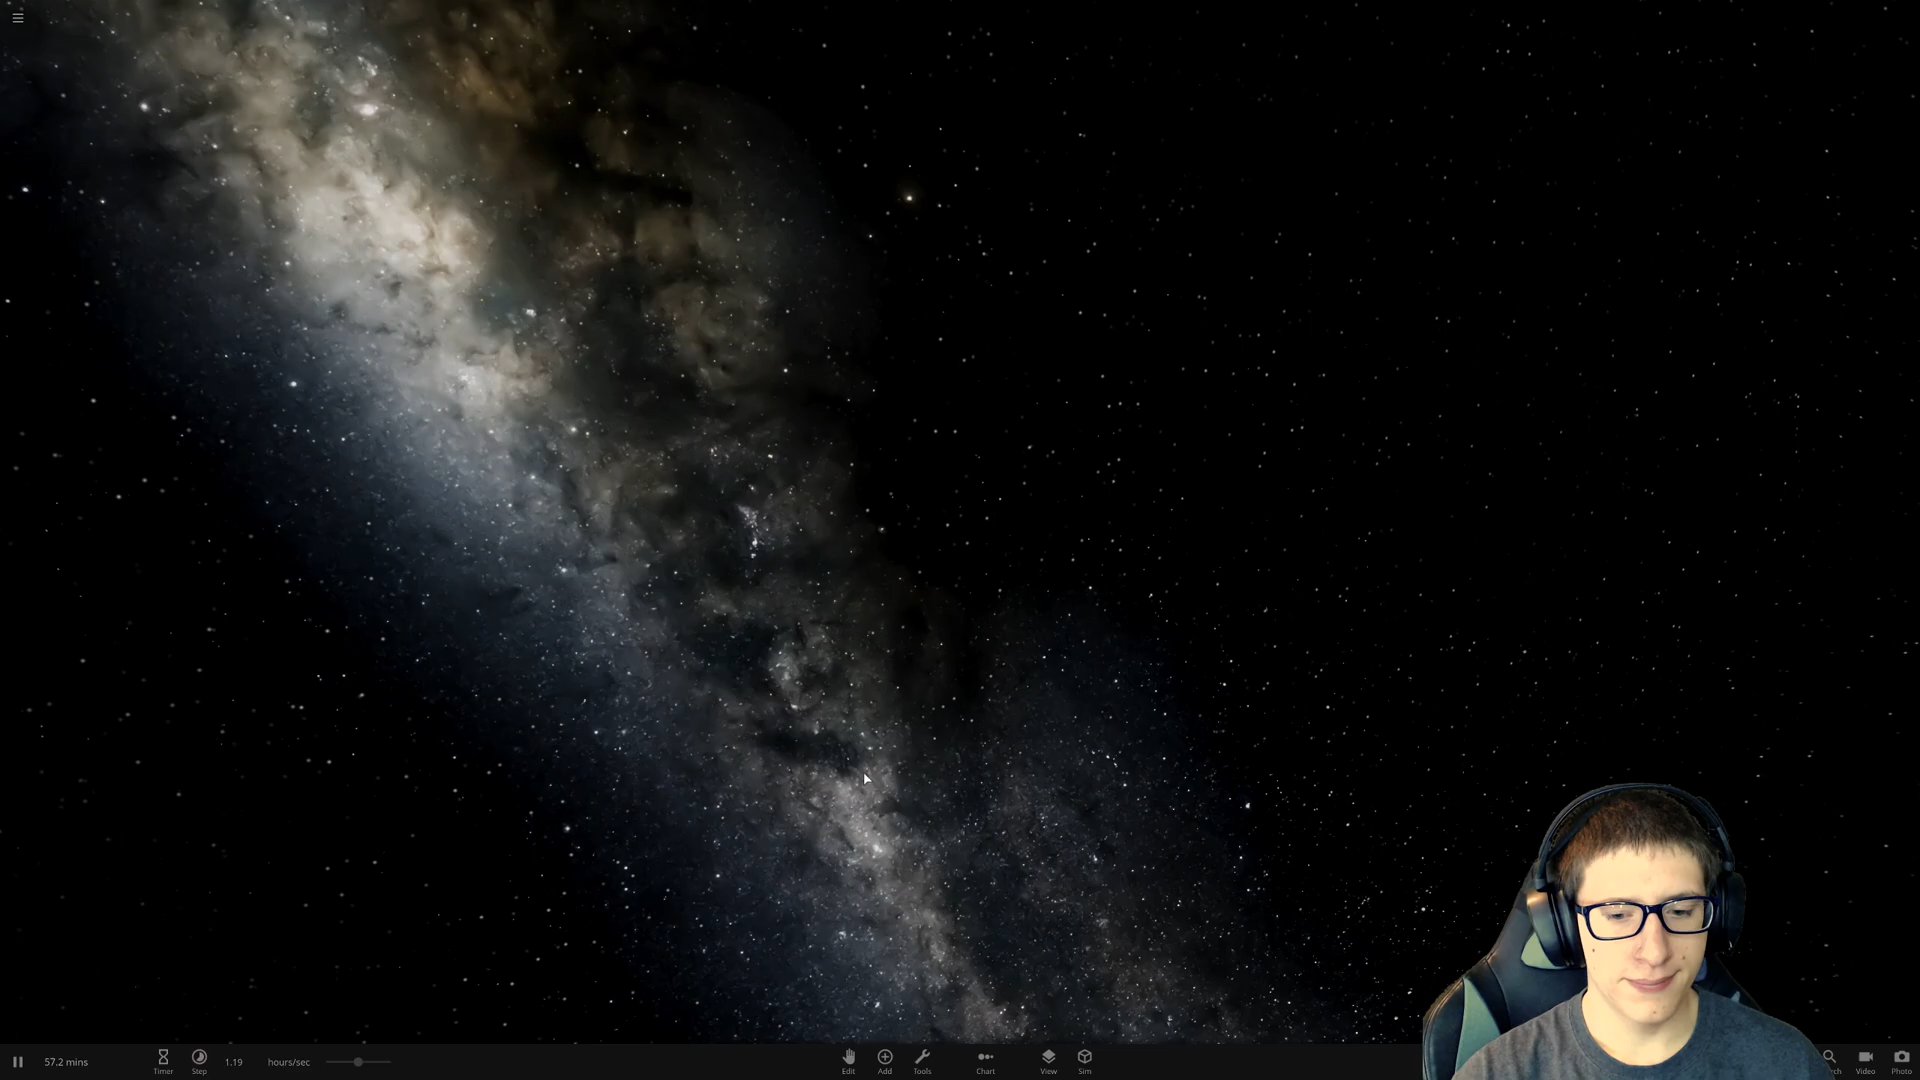 57.2 mins
Timer
Step
1.19
hours/sec
Edit
Add
Tools
Chart
View
Sim
Video
Photo